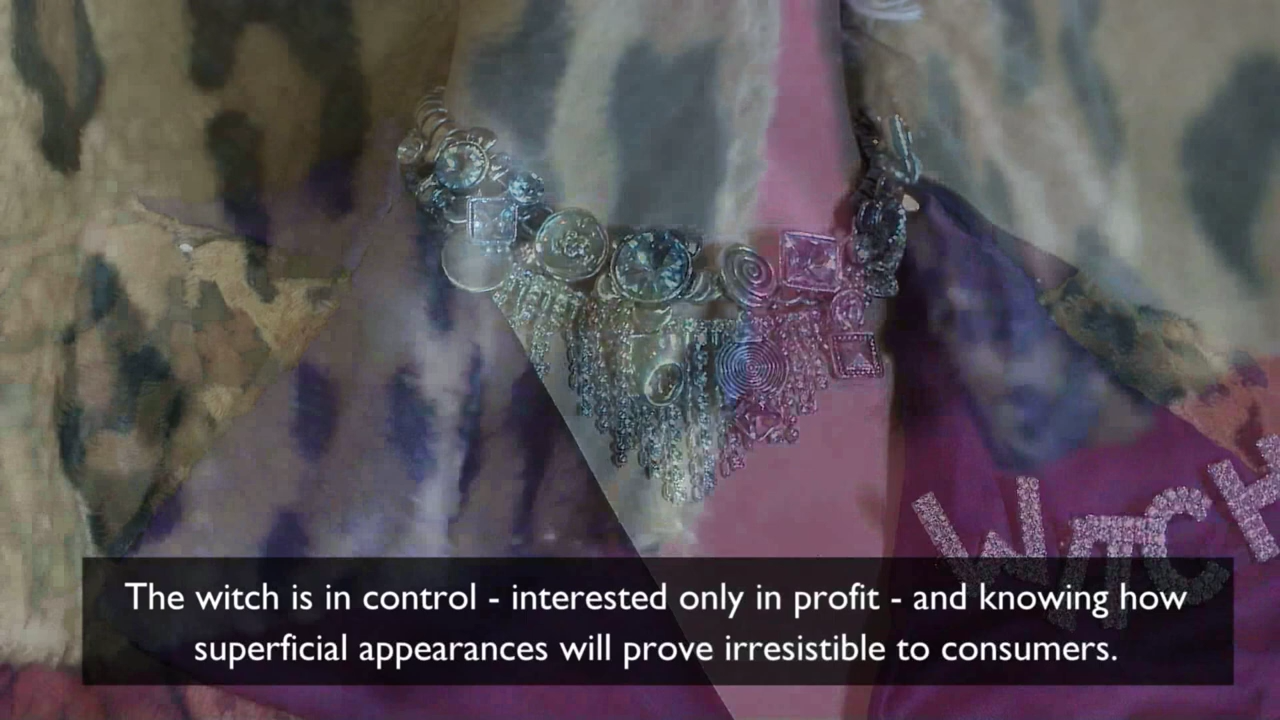 WITCH
The witch is in control - interested only in profit - and knowing how
superficial appearances will prove irresistible to consumers.